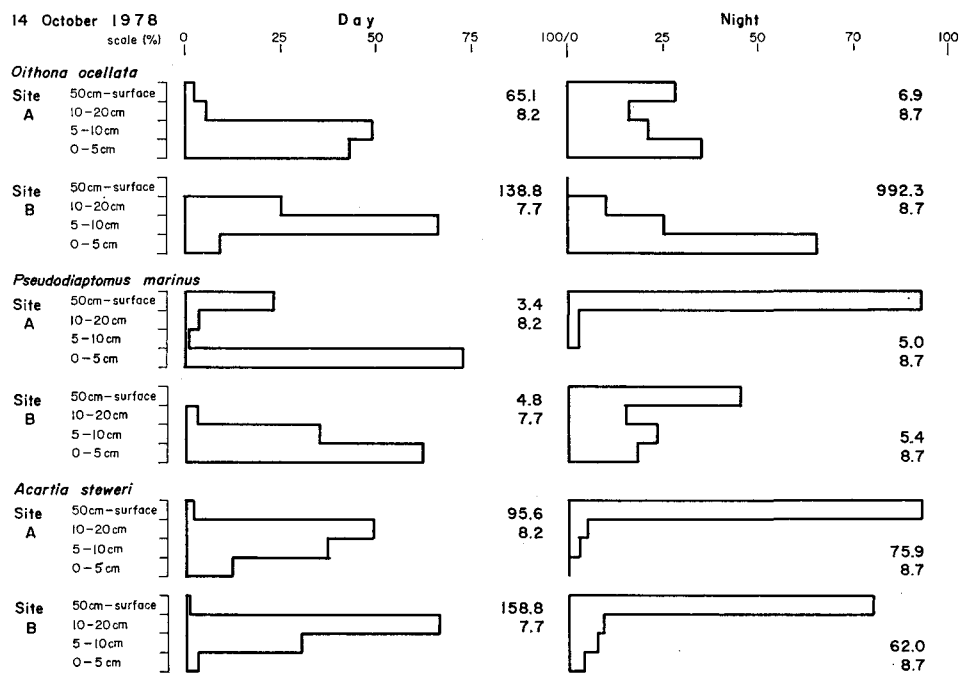 14 October 1978 Day Night
scale (%) 0 25 50 75 100/0 25 50 70 100
Oithona ocellata
Site A 50cm-surface 65.1 6.9
10-20cm 8.2 8.7
5-10cm
0-5cm
Site B 50cm-surface 138.8 992.3
10-20cm 7.7 8.7
5-10cm
0-5cm
Pseudodiaptomus marinus
Site A 50cm-surface 3.4
10-20cm 8.2
5-10cm 5.0
0-5cm 8.7
Site B 50cm-surface 4.8
10-20cm 7.7
5-10cm 5.4
0-5cm 8.7
Acartia steweri
Site A 50cm-surface 95.6
10-20cm 8.2
5-10cm 75.9
0-5cm 8.7
Site B 50cm-surface 158.8
10-20cm 7.7
5-10cm 62.0
0-5cm 8.7